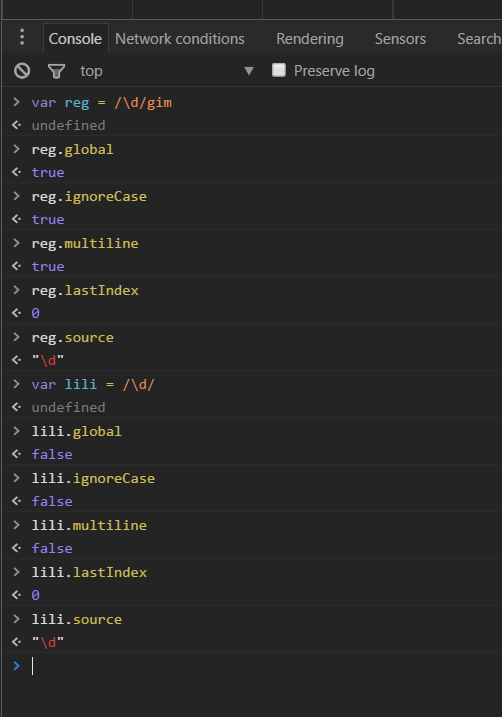 Console Network conditions Rendering Sensors Search
top ▼ Preserve log
> var reg = /\d/gim
undefined
> reg.global
true
> reg.ignoreCase
true
> reg.multiline
true
> reg.lastIndex
0
> reg.source
"\d"
> var lili = /\d/
undefined
> lili.global
false
> lili.ignoreCase
false
> lili.multiline
false
> lili.lastIndex
0
> lili.source
"\d"
>